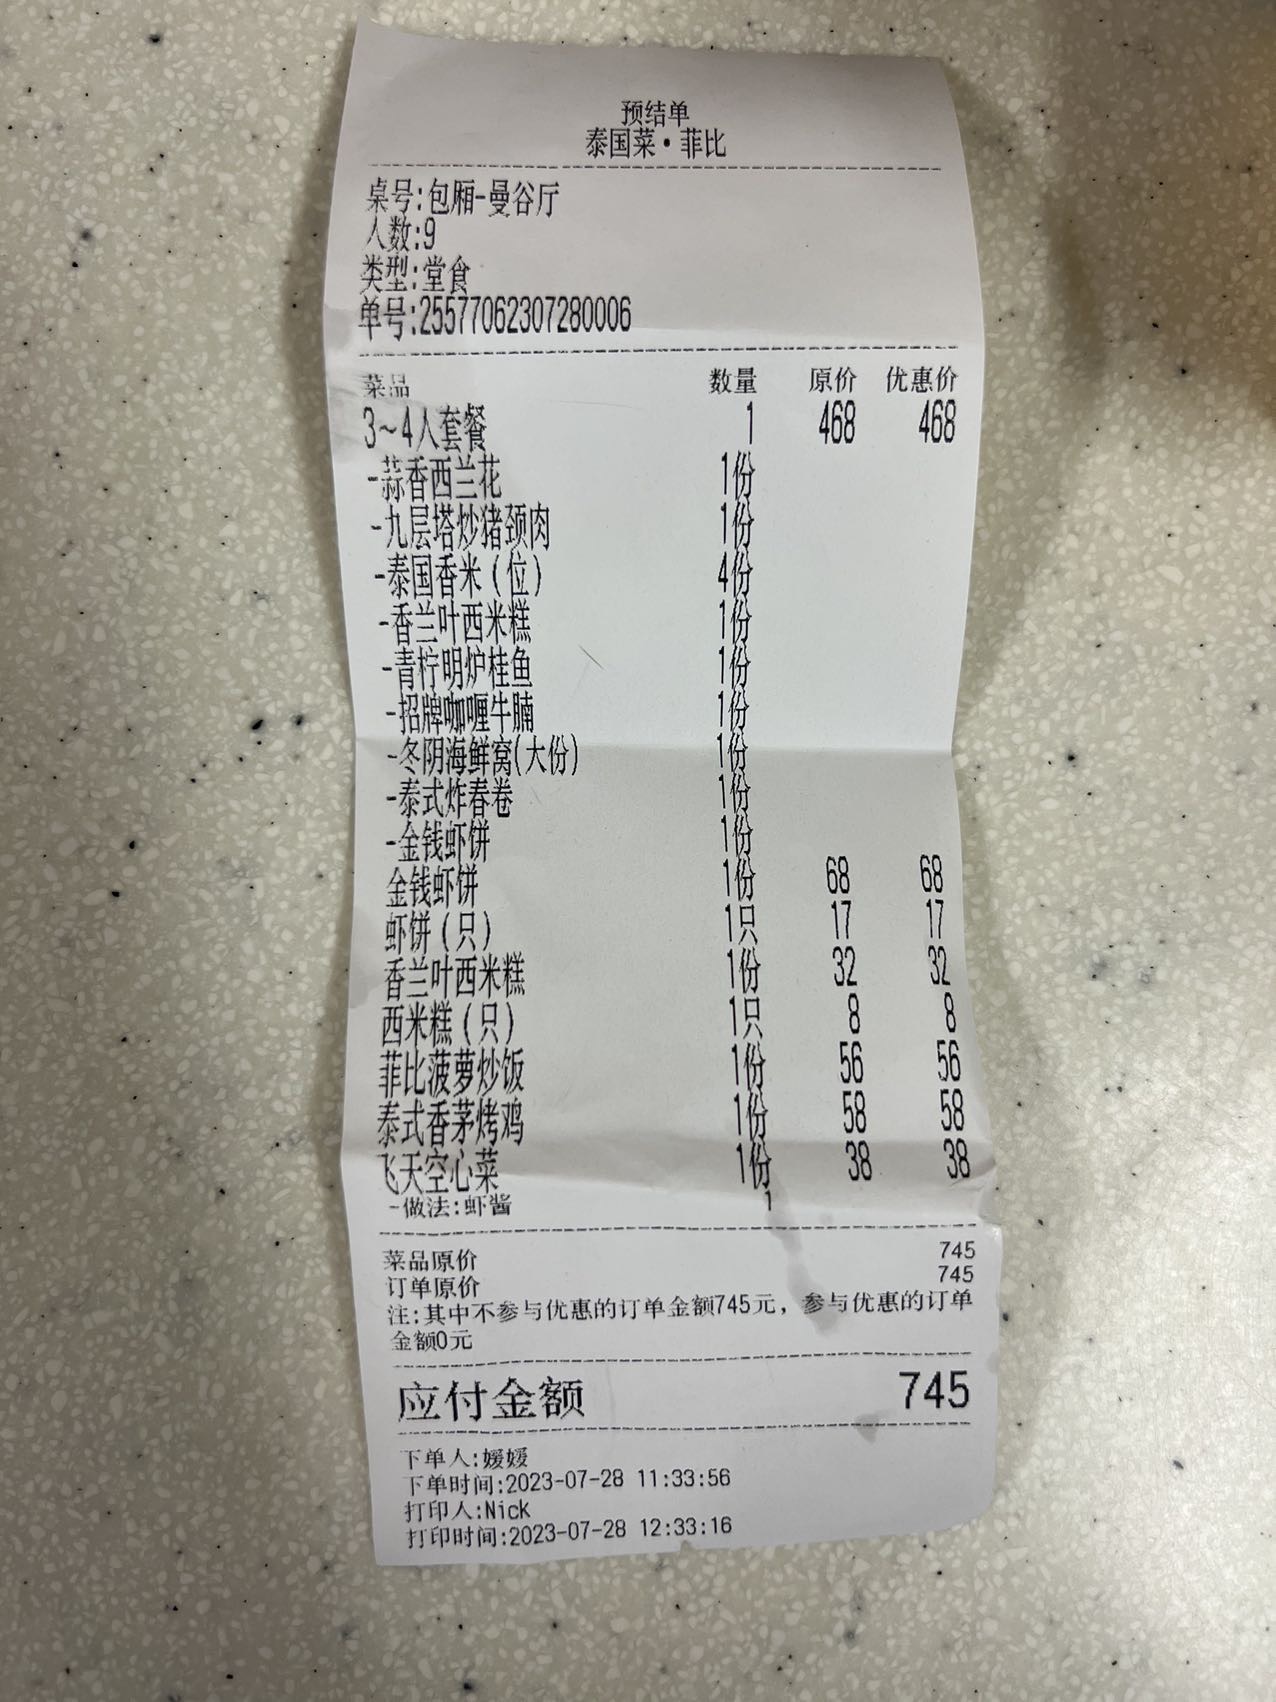 预结单
泰国菜·菲比
桌号:包厢-曼谷厅
人数:9
类型:堂食
单号:25577062307280006
菜品 数量 原价 优惠价
3~4人套餐 1 468 468
-蒜香西兰花 1份
-九层塔炒猪颈肉 1份
-泰国香米(位) 4份
-香兰叶西米糕 1份
-青柠明炉桂鱼 1份
-招牌咖喱牛腩 1份
-冬阴海鲜窝(大份) 1份
-泰式炸春卷 1份
-金钱虾饼 1份
金钱虾饼 1份 68 68
虾饼(只) 1只 17 17
香兰叶西米糕 1份 32 32
西米糕(只) 1只 8 8
菲比菠萝炒饭 1份 56 56
泰式香茅烤鸡 1份 58 58
飞天空心菜 1份 38 38
-做法:虾酱 1
菜品原价 745
订单原价 745
注:其中不参与优惠的订单金额745元，参与优惠的订单
金额0元
应付金额 745
下单人:媛媛
下单时间:2023-07-28 11:33:56
打印人:Nick
打印时间:2023-07-28 12:33:16